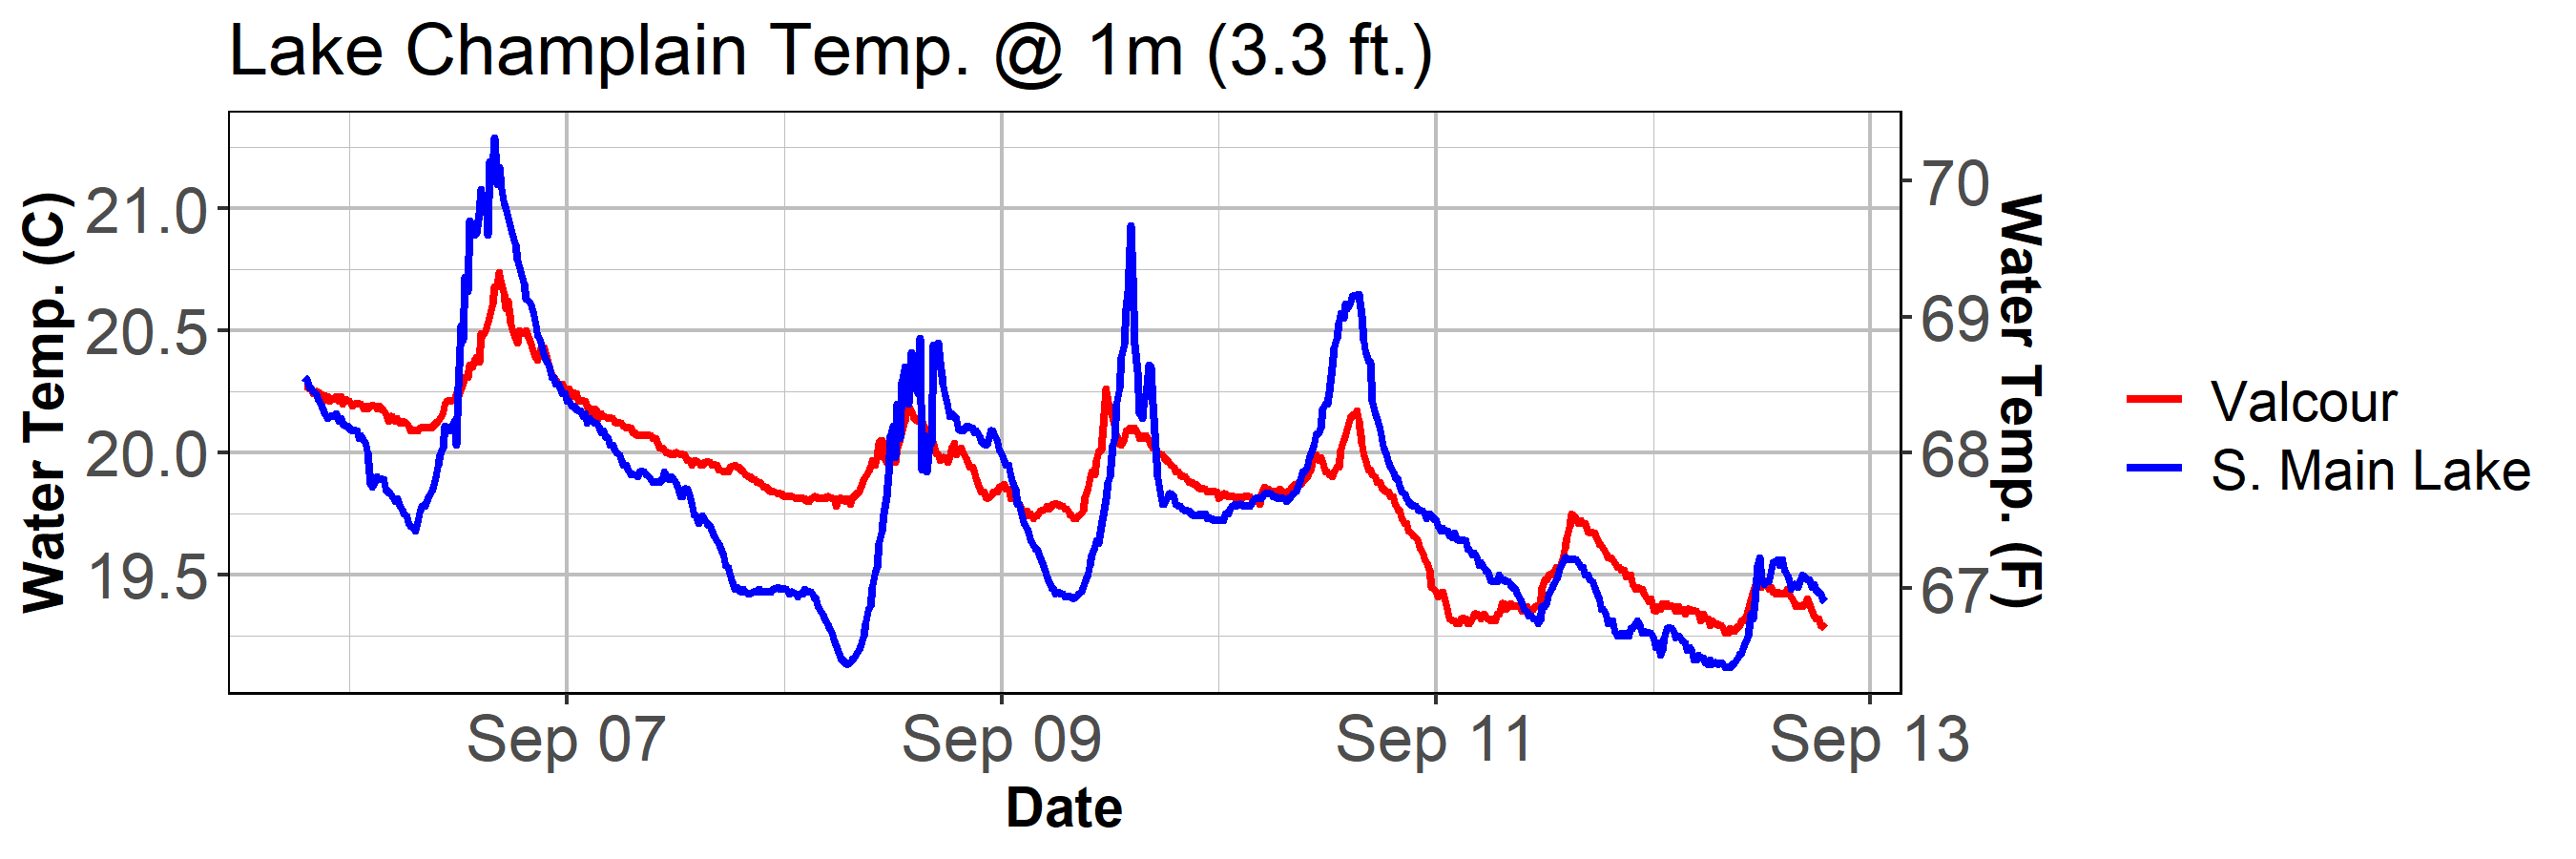 Lake Champlain Temp. @ 1m (3.3 ft.)
Water Temp. (C)
21.0
20.5
20.0
19.5
70
69
68
67
Water Temp. (F)
Sep 07
Sep 09
Sep 11
Sep 13
Date
Valcour
S. Main Lake